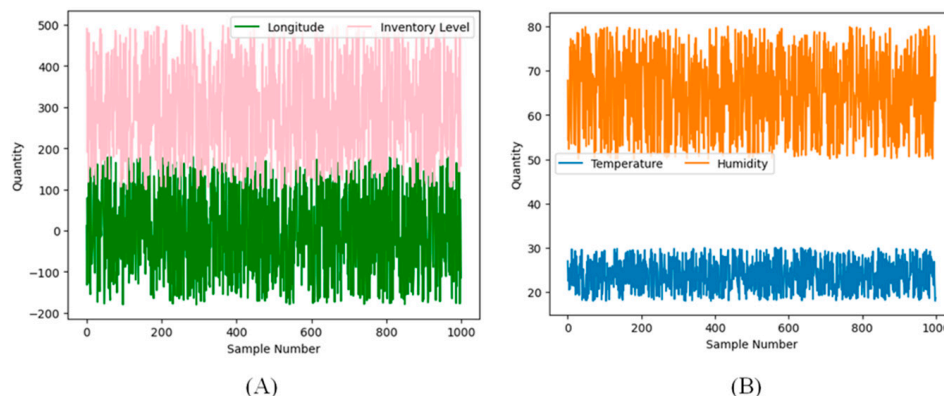 Longitude Inventory Level
500
400
300
200
100
0
−100
−200
Quantity
0 200 400 600 800 1000
Sample Number
(A)
80
70
60
50
30
20
Quantity
Temperature Humidity
0 200 400 600 800 1000
Sample Number
(B)